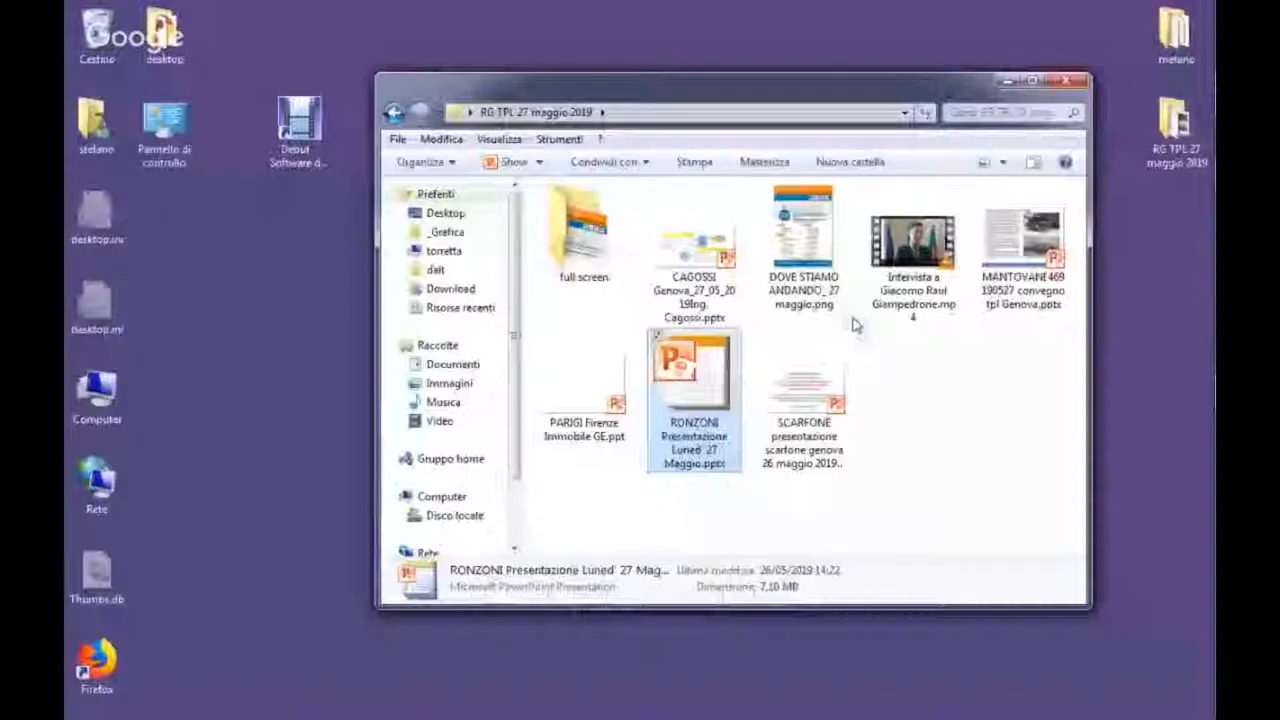 Google
Cestino
desktop
metano
stefano
Pannello di
controllo
Debut
Software d...
RG TPL 27
maggio 2019
desktop.ini
desktop.ini
Computer
Rete
Thumbs.db
Firefox
RG TPL 27 maggio 2019
File Modifica Visualizza Strumenti ?
Organizza Show Condividi con Stampa Masterizza Nuova cartella
Preferiti
Desktop
_Grafica
torretta
dait
Download
Risorse recenti
Raccolte
Documenti
Immagini
Musica
Video
Gruppo home
Computer
Disco locale
Rete
full screen
CAGOSSI
Genova_27_05_20
19Ing.
Cagossi.pptx
DOVE STIAMO
ANDANDO_27
maggio.png
Intervista a
Giacomo Raul
Giampedrone.mp
4
MANTOVANE469
190527 convegno
tpl Genova.pptx
PARIGI Firenze
Immobile GE.ppt
RONZONI
Presentazione
Luned 27
Maggio.pptx
SCARFONE
presentazione
scarfone genova
26 maggio 2019..
RONZONI Presentazione Luned 27 Mag... Ultima modifica: 26/05/2019 14:22
Microsoft PowerPoint Presentation Dimensione: 7,10 MB